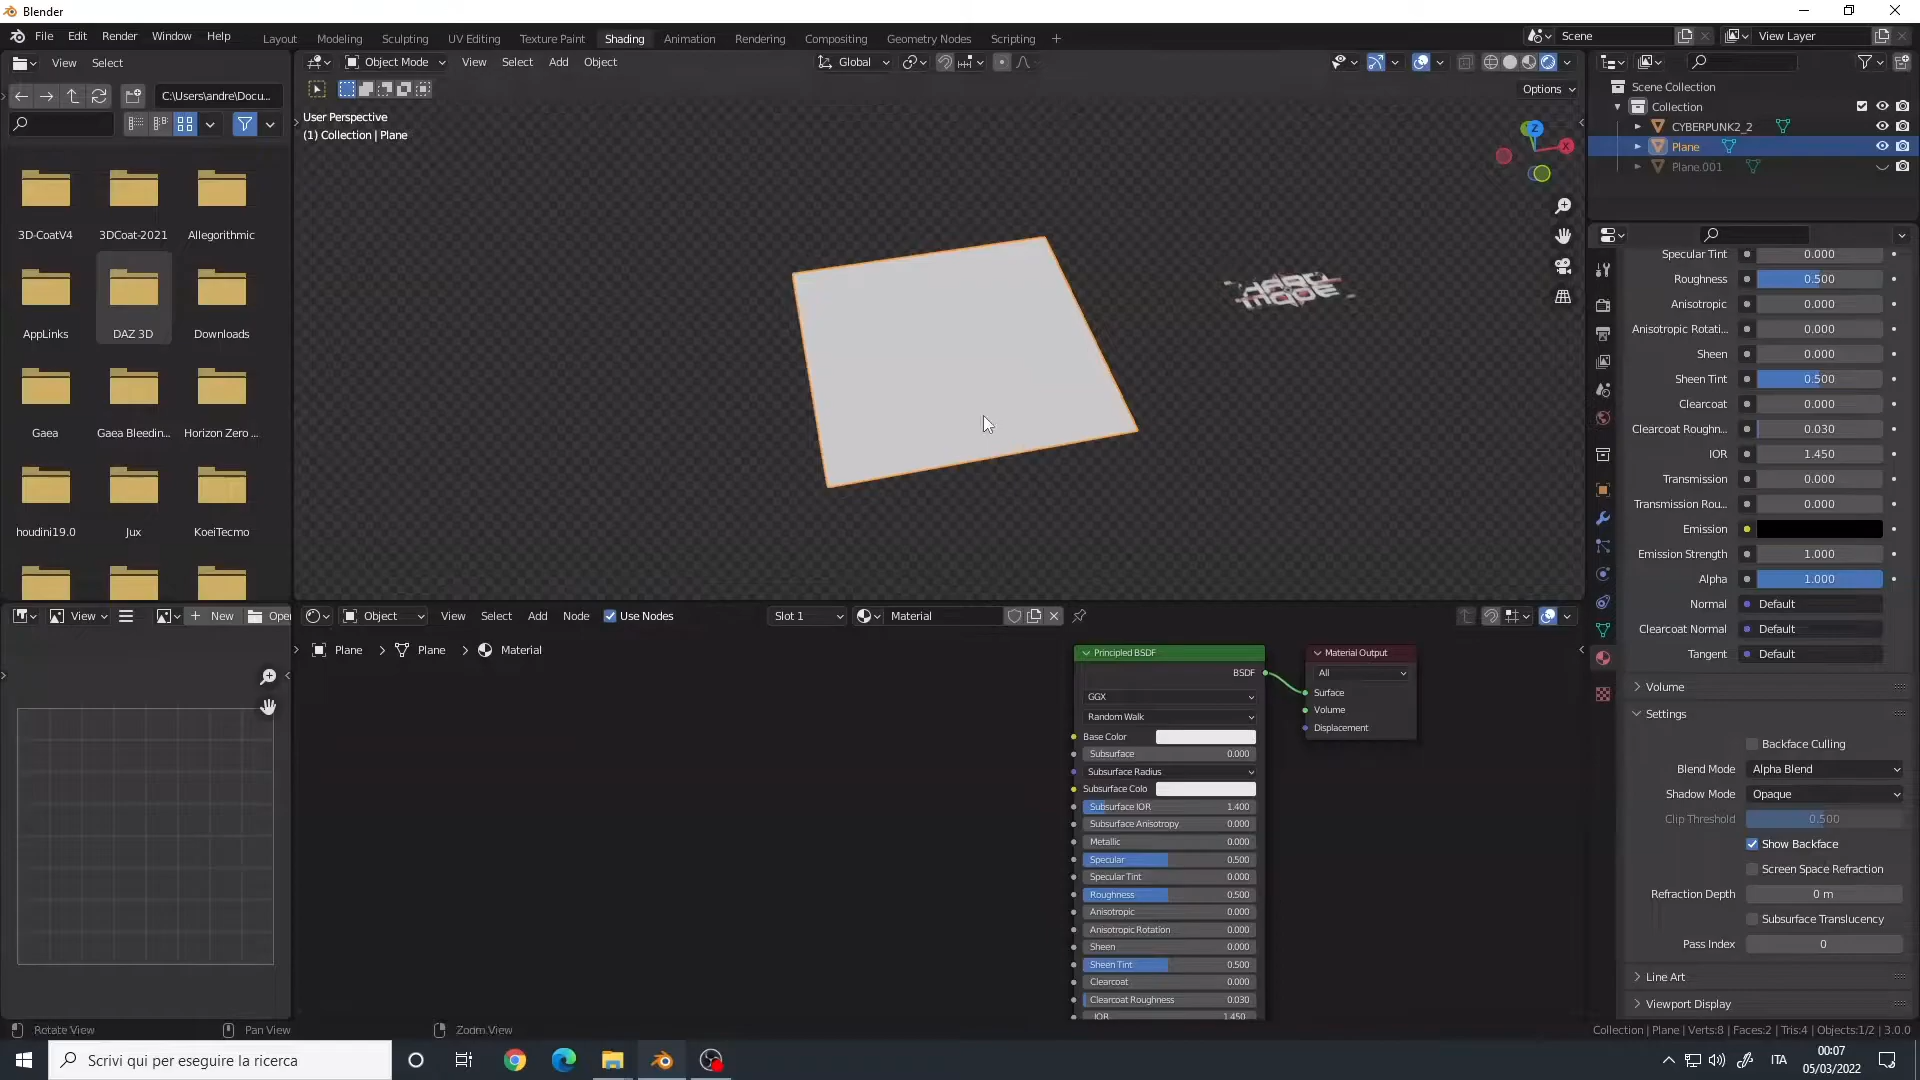 Blender
File Edit Render Window Help
Layout Modeling Sculpting UV Editing Texture Paint Shading Animation Rendering Compositing Geometry Nodes Scripting +
Scene
View Layer
View Select
C:\Users\andre\Docu...
3D-CoatV4 3DCoat-2021 Allegorithmic
AppLinks DAZ 3D Downloads
Gaea Gaea Bleedin... Horizon Zero ...
houdini19.0 Jux KoeiTecmo
Object Mode View Select Add Object
Global
Options
User Perspective
(1) Collection | Plane
Z
X
HARD
MODE
Scene Collection
Collection
CYBERPUNK2_2
Plane
Plane.001
Specular Tint 0.000
Roughness 0.500
Anisotropic 0.000
Anisotropic Rotati... 0.000
Sheen 0.000
Sheen Tint 0.500
Clearcoat 0.000
Clearcoat Roughn... 0.030
IOR 1.450
Transmission 0.000
Transmission Rou... 0.000
Emission
Emission Strength 1.000
Alpha 1.000
Normal Default
Clearcoat Normal Default
Tangent Default
Volume
Settings
Backface Culling
Blend Mode Alpha Blend
Shadow Mode Opaque
Clip Threshold 0.500
Show Backface
Screen Space Refraction
Refraction Depth 0 m
Subsurface Translucency
Pass Index 0
Line Art
Viewport Display
View New Open
Object View Select Add Node Use Nodes
Slot 1
Material
Plane > Plane > Material
Principled BSDF
BSDF
GGX
Random Walk
Base Color
Subsurface 0.000
Subsurface Radius
Subsurface Colo
Subsurface IOR 1.400
Subsurface Anisotropy 0.000
Metallic 0.000
Specular 0.500
Specular Tint 0.000
Roughness 0.500
Anisotropic 0.000
Anisotropic Rotation 0.000
Sheen 0.000
Sheen Tint 0.500
Clearcoat 0.000
Clearcoat Roughness 0.030
IOR 1.450
Material Output
All
Surface
Volume
Displacement
Rotate View Pan View Zoom View
Collection | Plane | Verts:8 | Faces:2 | Tris:4 | Objects:1/2 | 3.0.0
Scrivi qui per eseguire la ricerca
ITA
00:07
05/03/2022